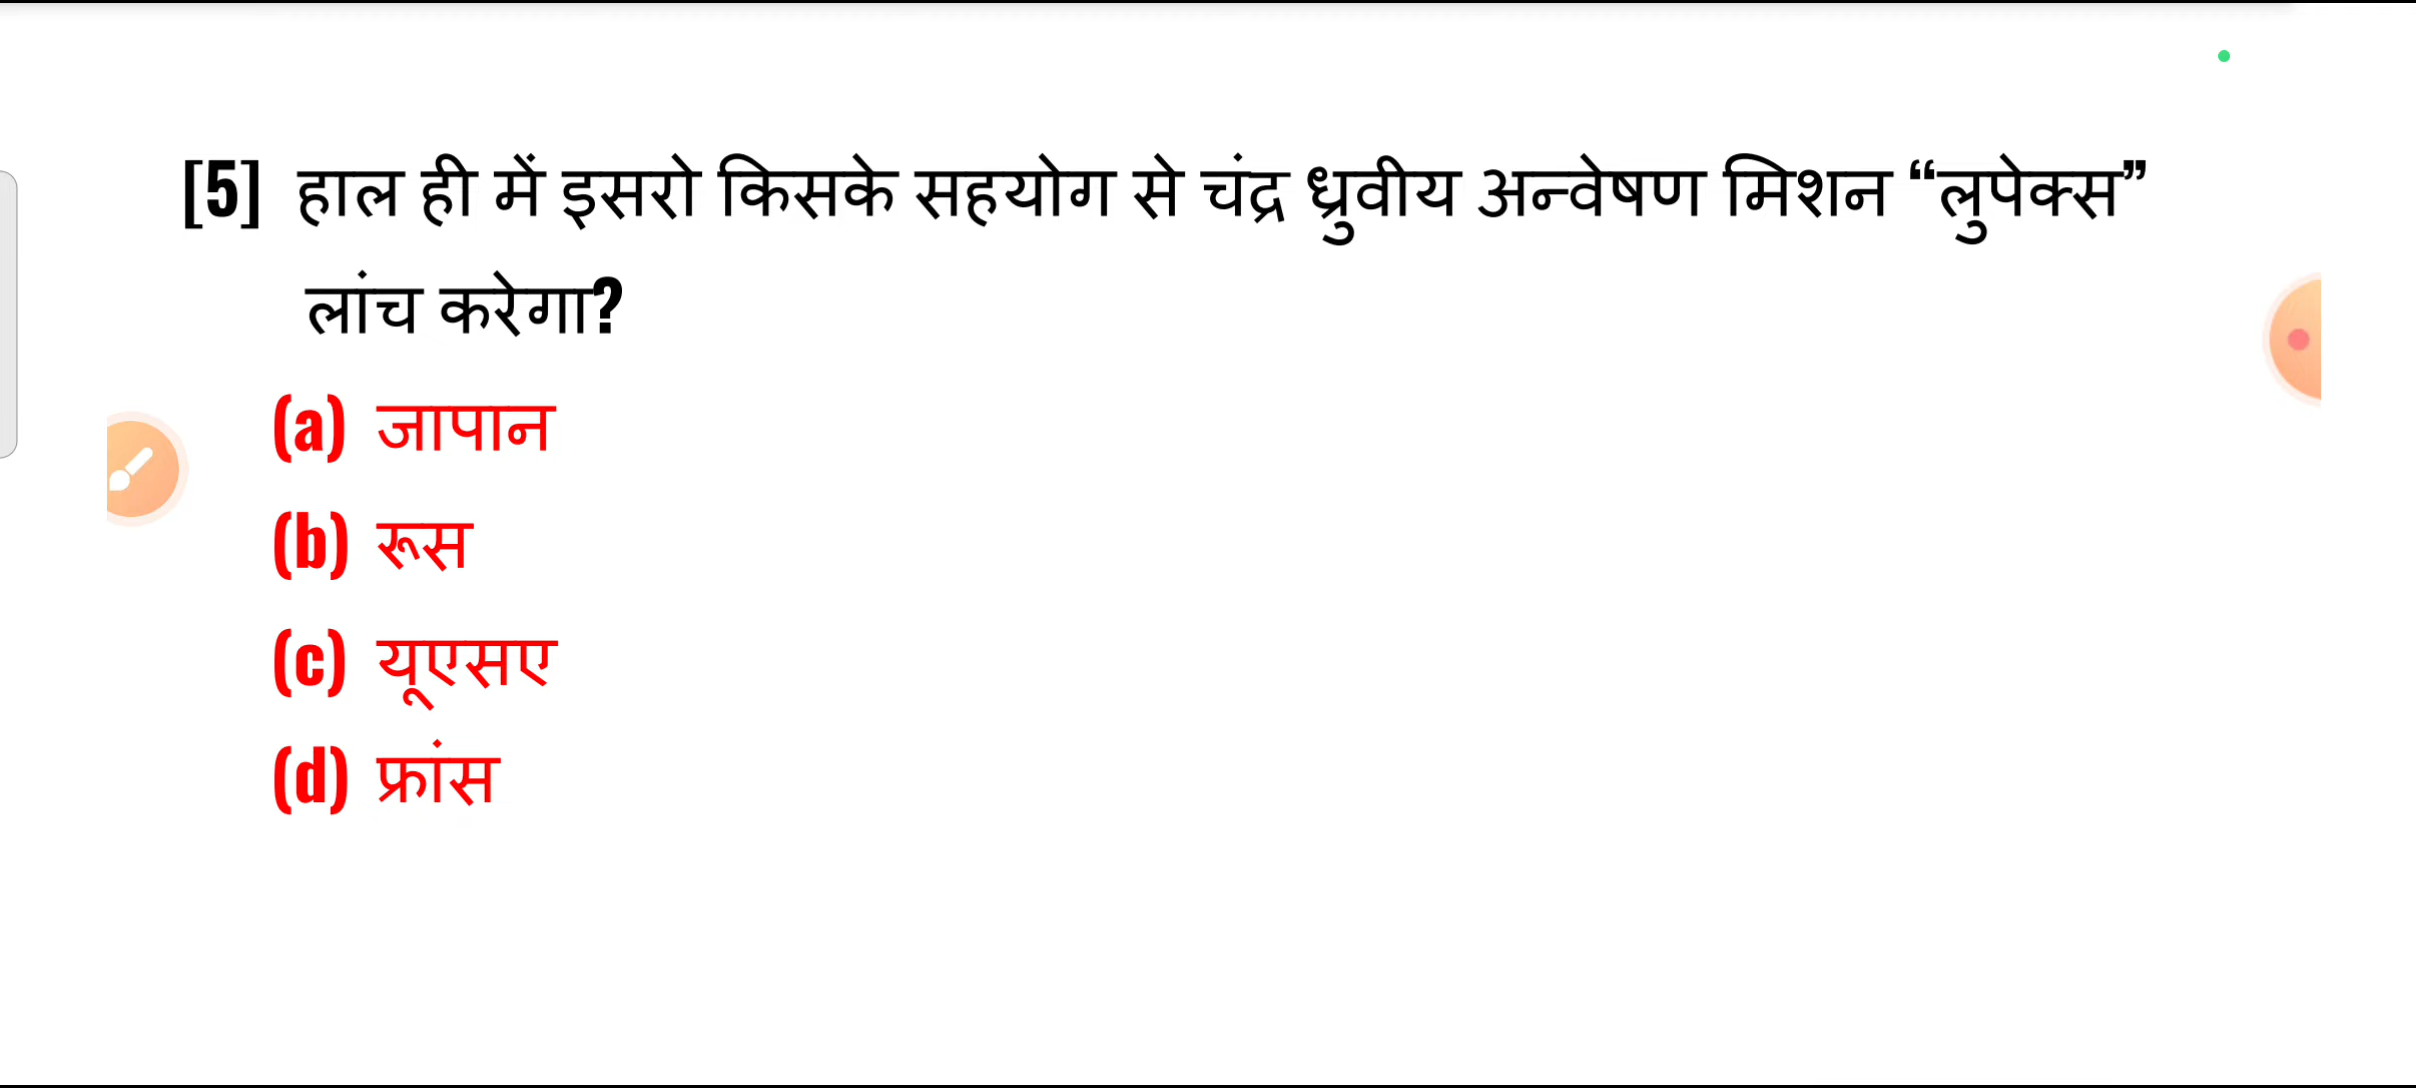 [5] हाल ही में इसरो किसके सहयोग से चंद्र ध्रुवीय अन्वेषण मिशन “लुपेक्स”
लांच करेगा?
(a) जापान
(b) रूस
(c) यूएसए
(d) फ्रांस